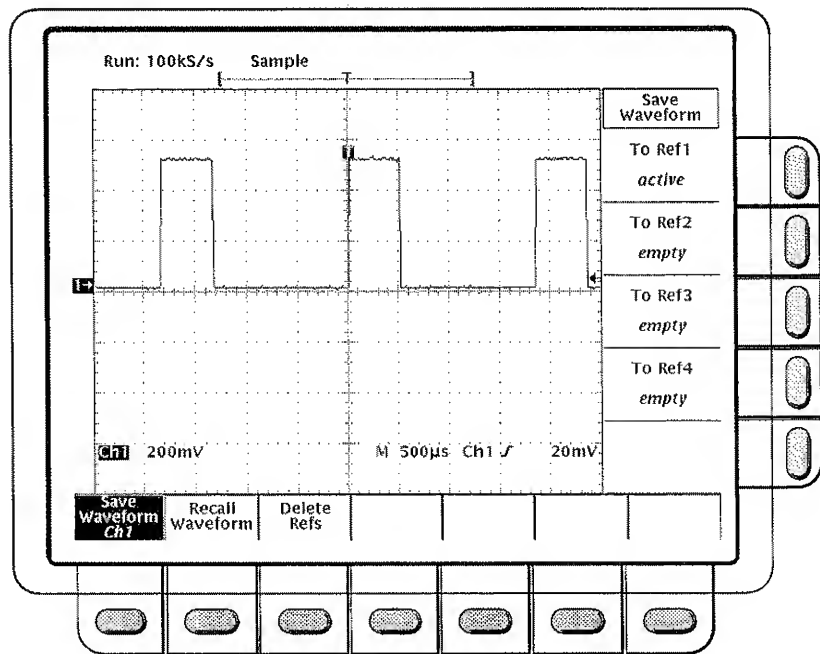 Run: 100kS/s Sample
T
T
1
Ch1 200mV M 500µs Ch1 20mV
Save
Waveform
To Ref1
active
To Ref2
empty
To Ref3
empty
To Ref4
empty
Save
Waveform
Ch1
Recall
Waveform
Delete
Refs